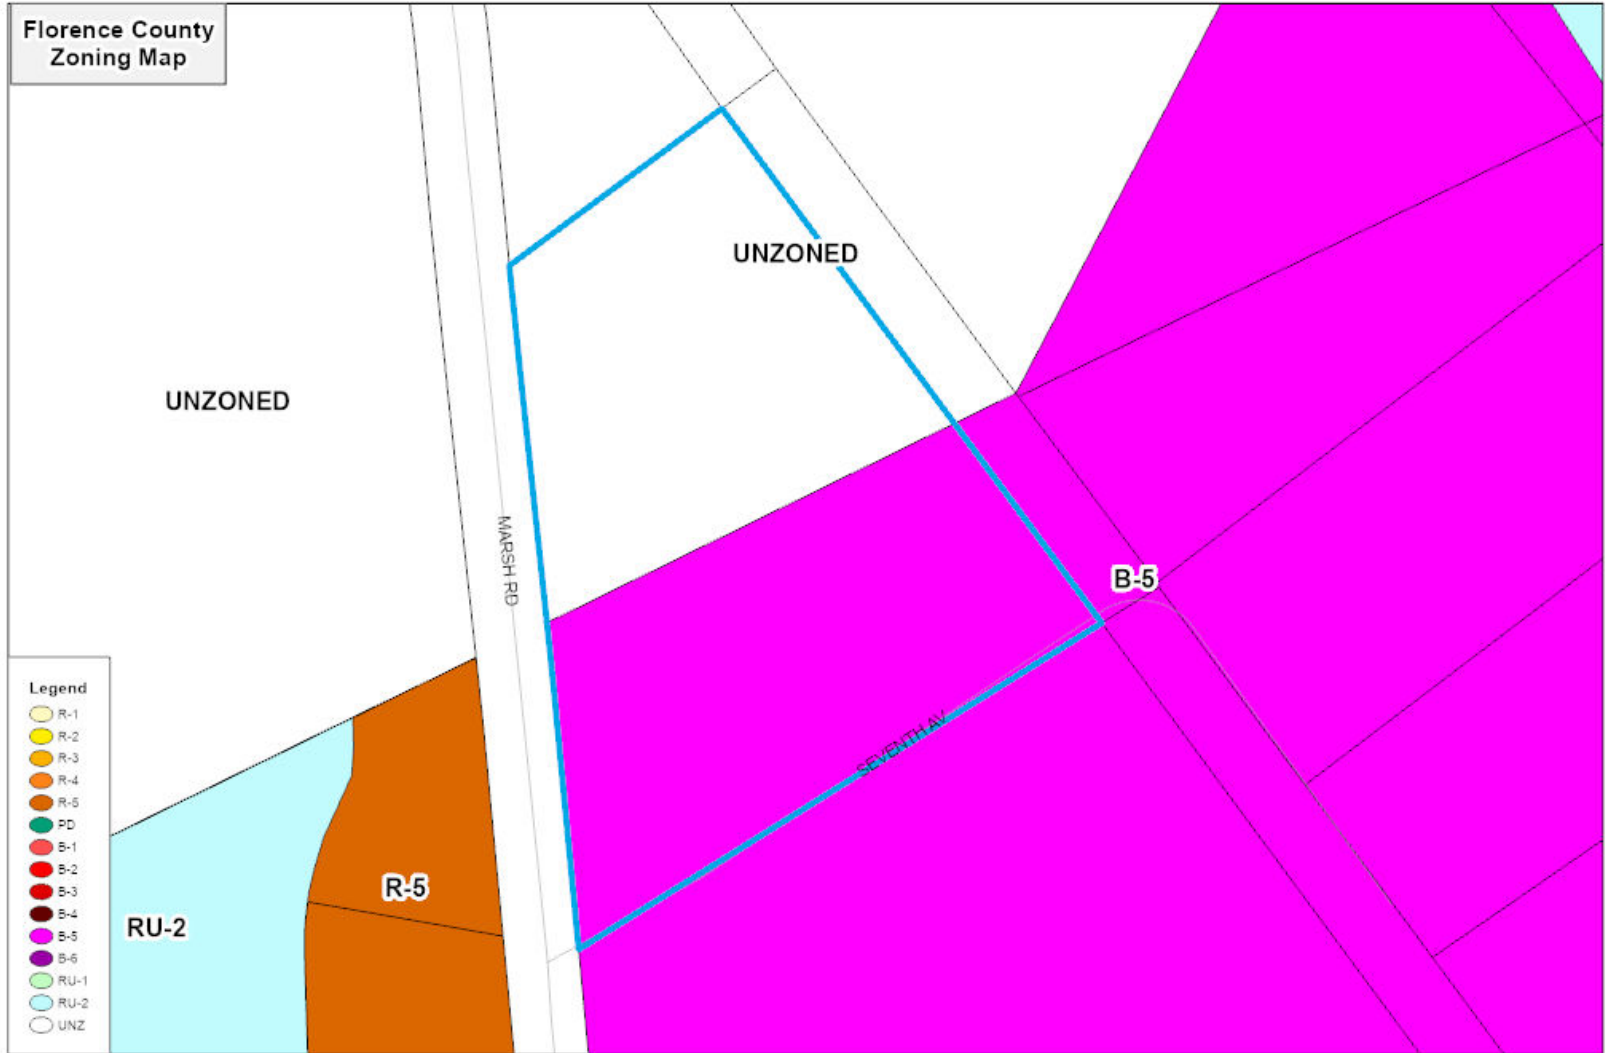 Florence County
Zoning Map
UNZONED
UNZONED
MARSH RD
B-5
SEVENTH AV
R-5
RU-2
Legend
R-1
R-2
R-3
R-4
R-5
PD
B-1
B-2
B-3
B-4
B-5
B-6
RU-1
RU-2
UNZ